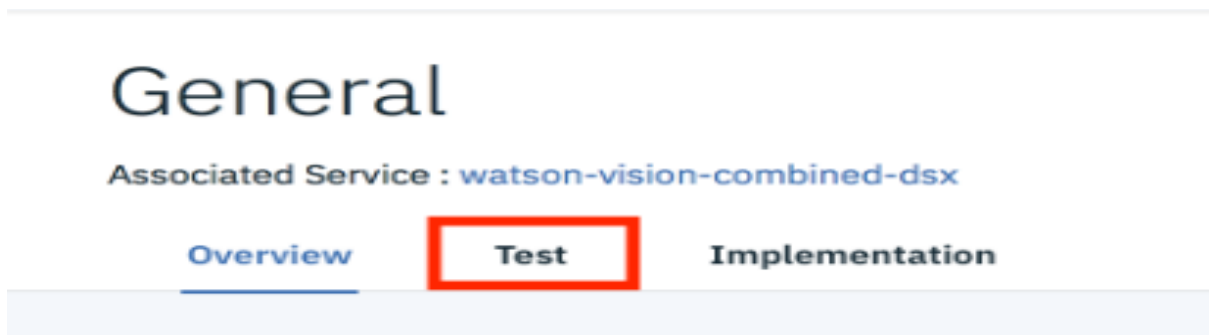 General
Associated Service : watson-vision-combined-dsx
Overview Test Implementation